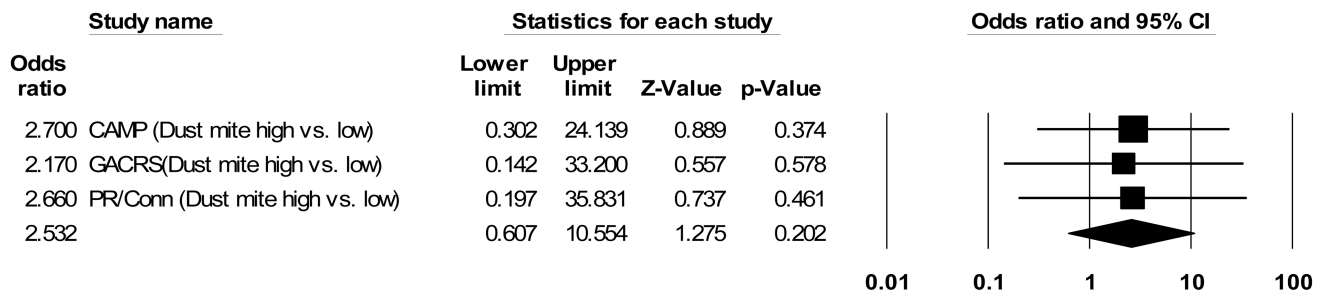 Study name Statistics for each study Odds ratio and 95% CI
Odds ratio Lower limit Upper limit Z-Value p-Value
2.700 CAMP (Dust mite high vs. low) 0.302 24.139 0.889 0.374
2.170 GACRS(Dust mite high vs. low) 0.142 33.200 0.557 0.578
2.660 PR/Conn (Dust mite high vs. low) 0.197 35.831 0.737 0.461
2.532 0.607 10.554 1.275 0.202
0.01 0.1 1 10 100